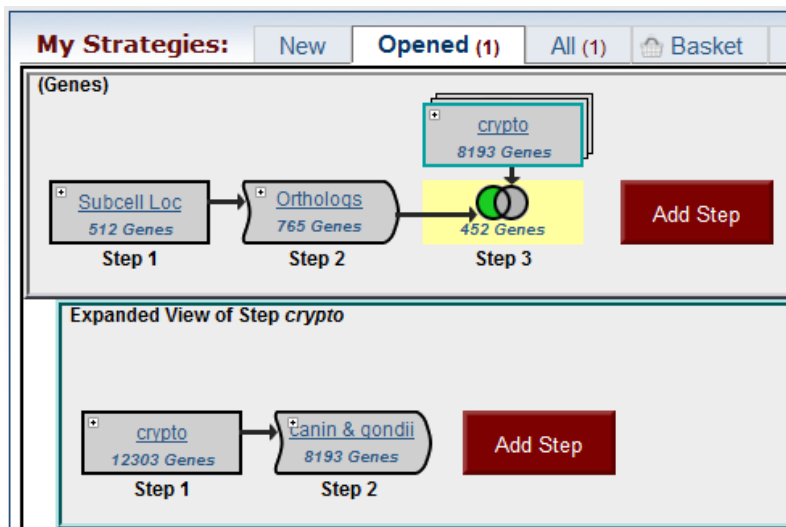 My Strategies: New Opened (1) All (1) Basket
(Genes)
crypto
8193 Genes
Subcell Loc
512 Genes
Orthologs
765 Genes
452 Genes
Add Step
Step 1
Step 2
Step 3
Expanded View of Step crypto
crypto
12303 Genes
canin & gondii
8193 Genes
Add Step
Step 1
Step 2